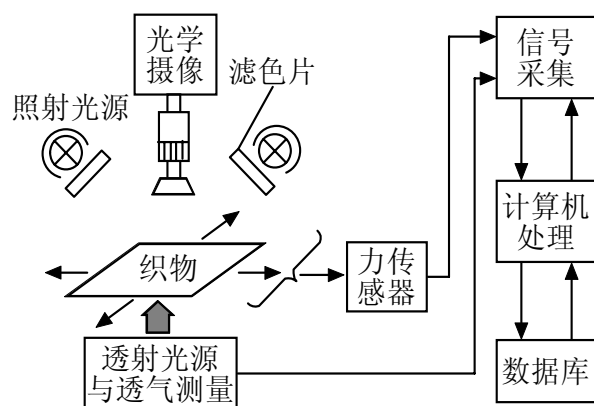 光学
摄像
滤色片
照射光源
信号
采集
计算机
处理
织物
力传
感器
透射光源
与透气测量
数据库